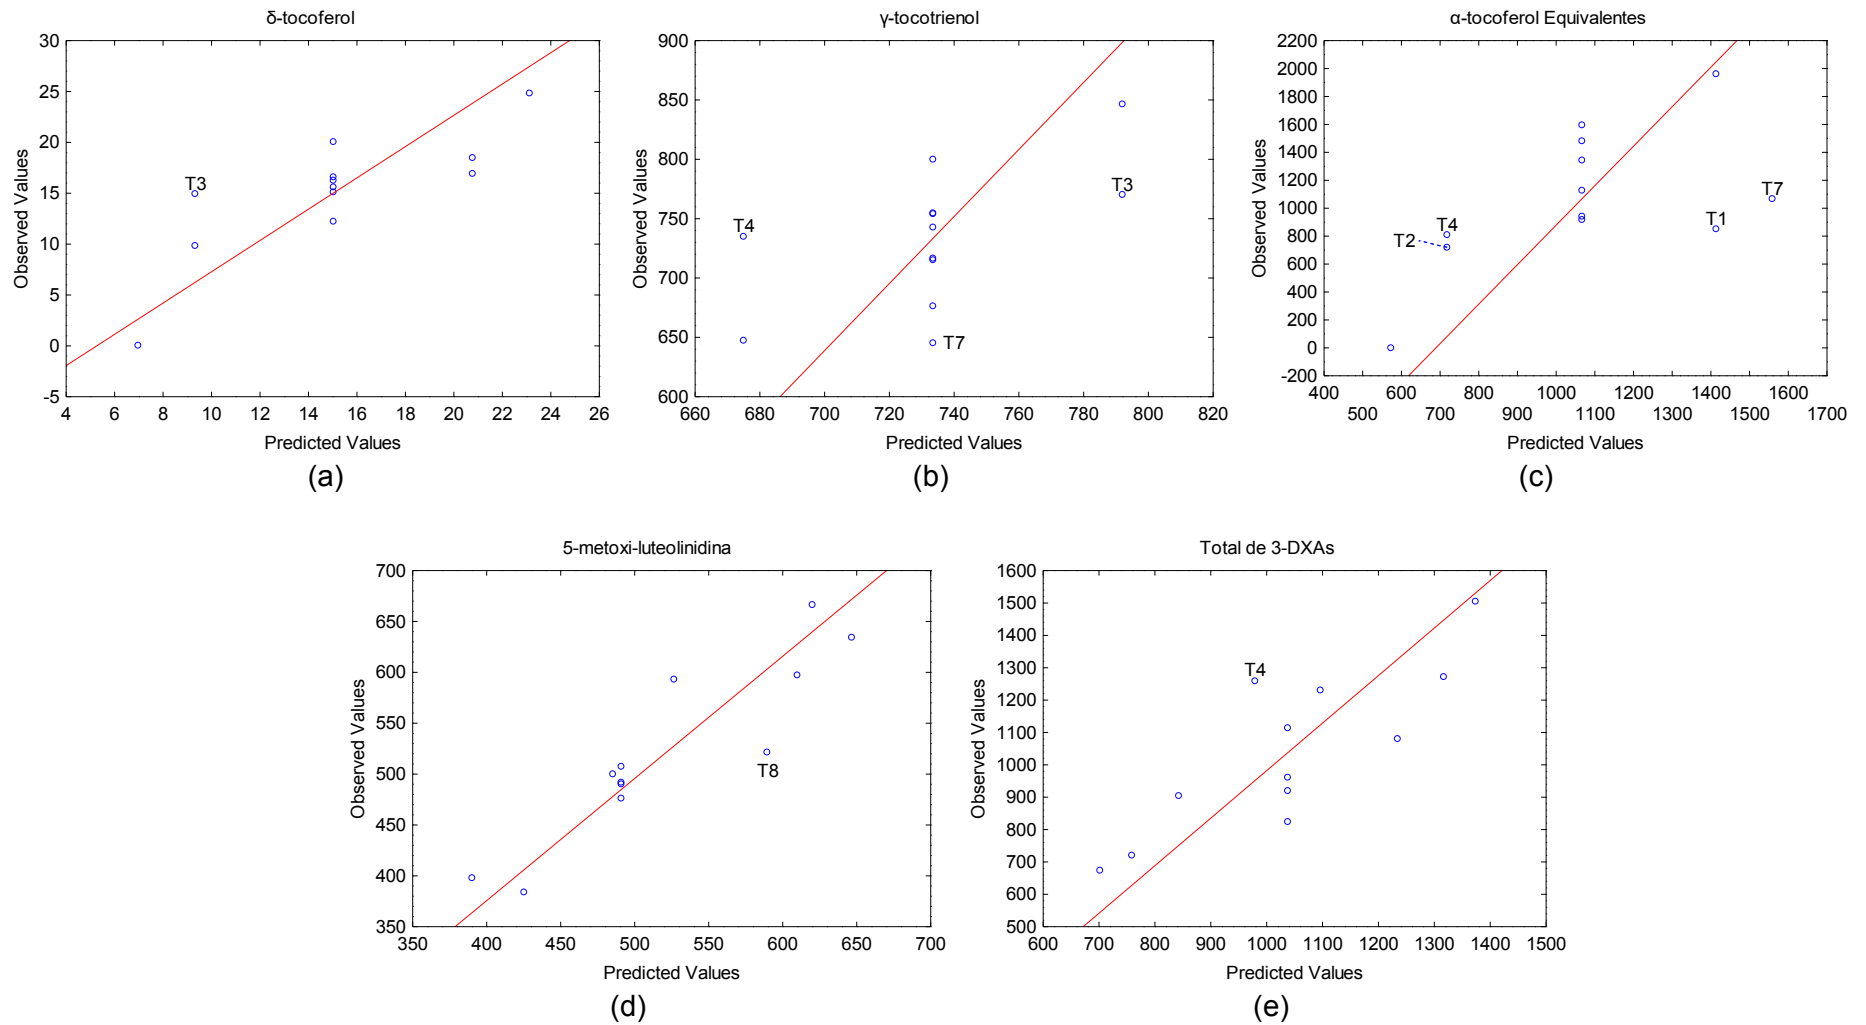 δ-tocoferol
30
25
20
15
10
5
0
-5
4 6 8 10 12 14 16 18 20 22 24 26
Observed Values
Predicted Values
T3
(a)
γ-tocotrienol
900
850
800
750
700
650
600
660 680 700 720 740 760 780 800 820
Observed Values
Predicted Values
T4
T3
T7
(b)
α-tocoferol Equivalentes
2200
2000
1800
1600
1400
1200
1000
800
600
400
200
0
-200
400 600 800 1000 1200 1400 1600
500 700 900 1100 1300 1500 1700
Observed Values
Predicted Values
T7
T4
T1
T2
(c)
5-metoxi-luteolinidina
700
650
600
550
500
450
400
350
350 400 450 500 550 600 650 700
Observed Values
Predicted Values
T8
(d)
Total de 3-DXAs
1600
1500
1400
1300
1200
1100
1000
900
800
700
600
500
600 700 800 900 1000 1100 1200 1300 1400 1500
Observed Values
Predicted Values
T4
(e)